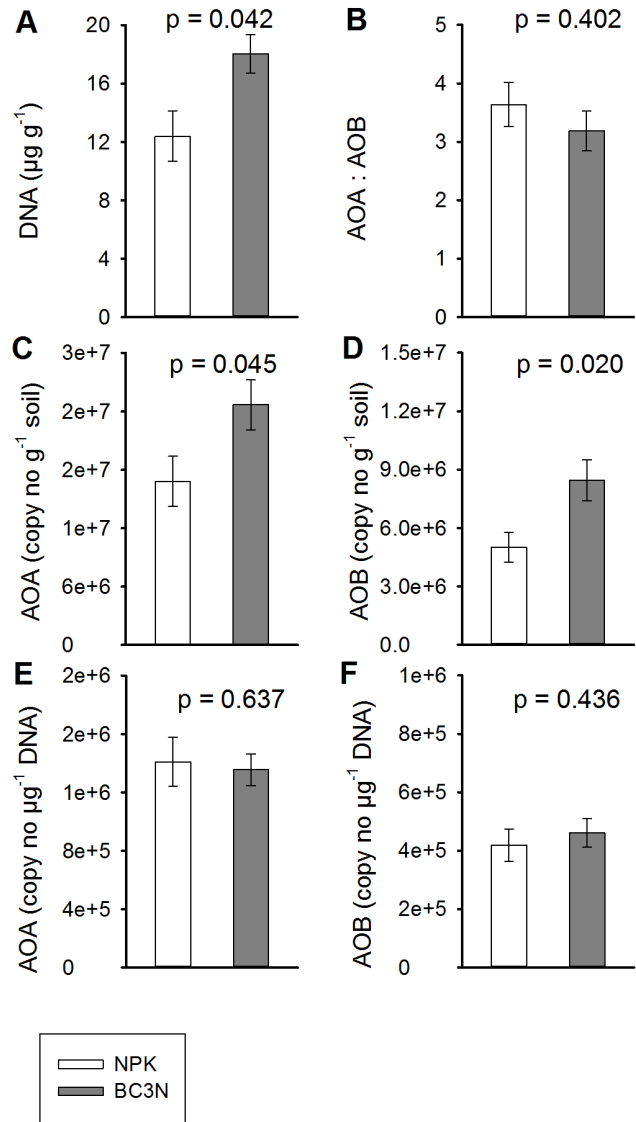 A
p = 0.042
DNA (µg g⁻¹)
20
16
12
8
4
0
B
p = 0.402
AOA : AOB
5
4
3
2
1
0
C
p = 0.045
AOA (copy no g⁻¹ soil)
3e+7
2e+7
2e+7
1e+7
6e+6
0
D
p = 0.020
AOB (copy no g⁻¹ soil)
1.5e+7
1.2e+7
9.0e+6
6.0e+6
3.0e+6
0.0
E
p = 0.637
AOA (copy no µg⁻¹ DNA)
2e+6
2e+6
1e+6
8e+5
4e+5
0
F
p = 0.436
AOB (copy no µg⁻¹ DNA)
1e+6
8e+5
6e+5
4e+5
2e+5
0
NPK
BC3N